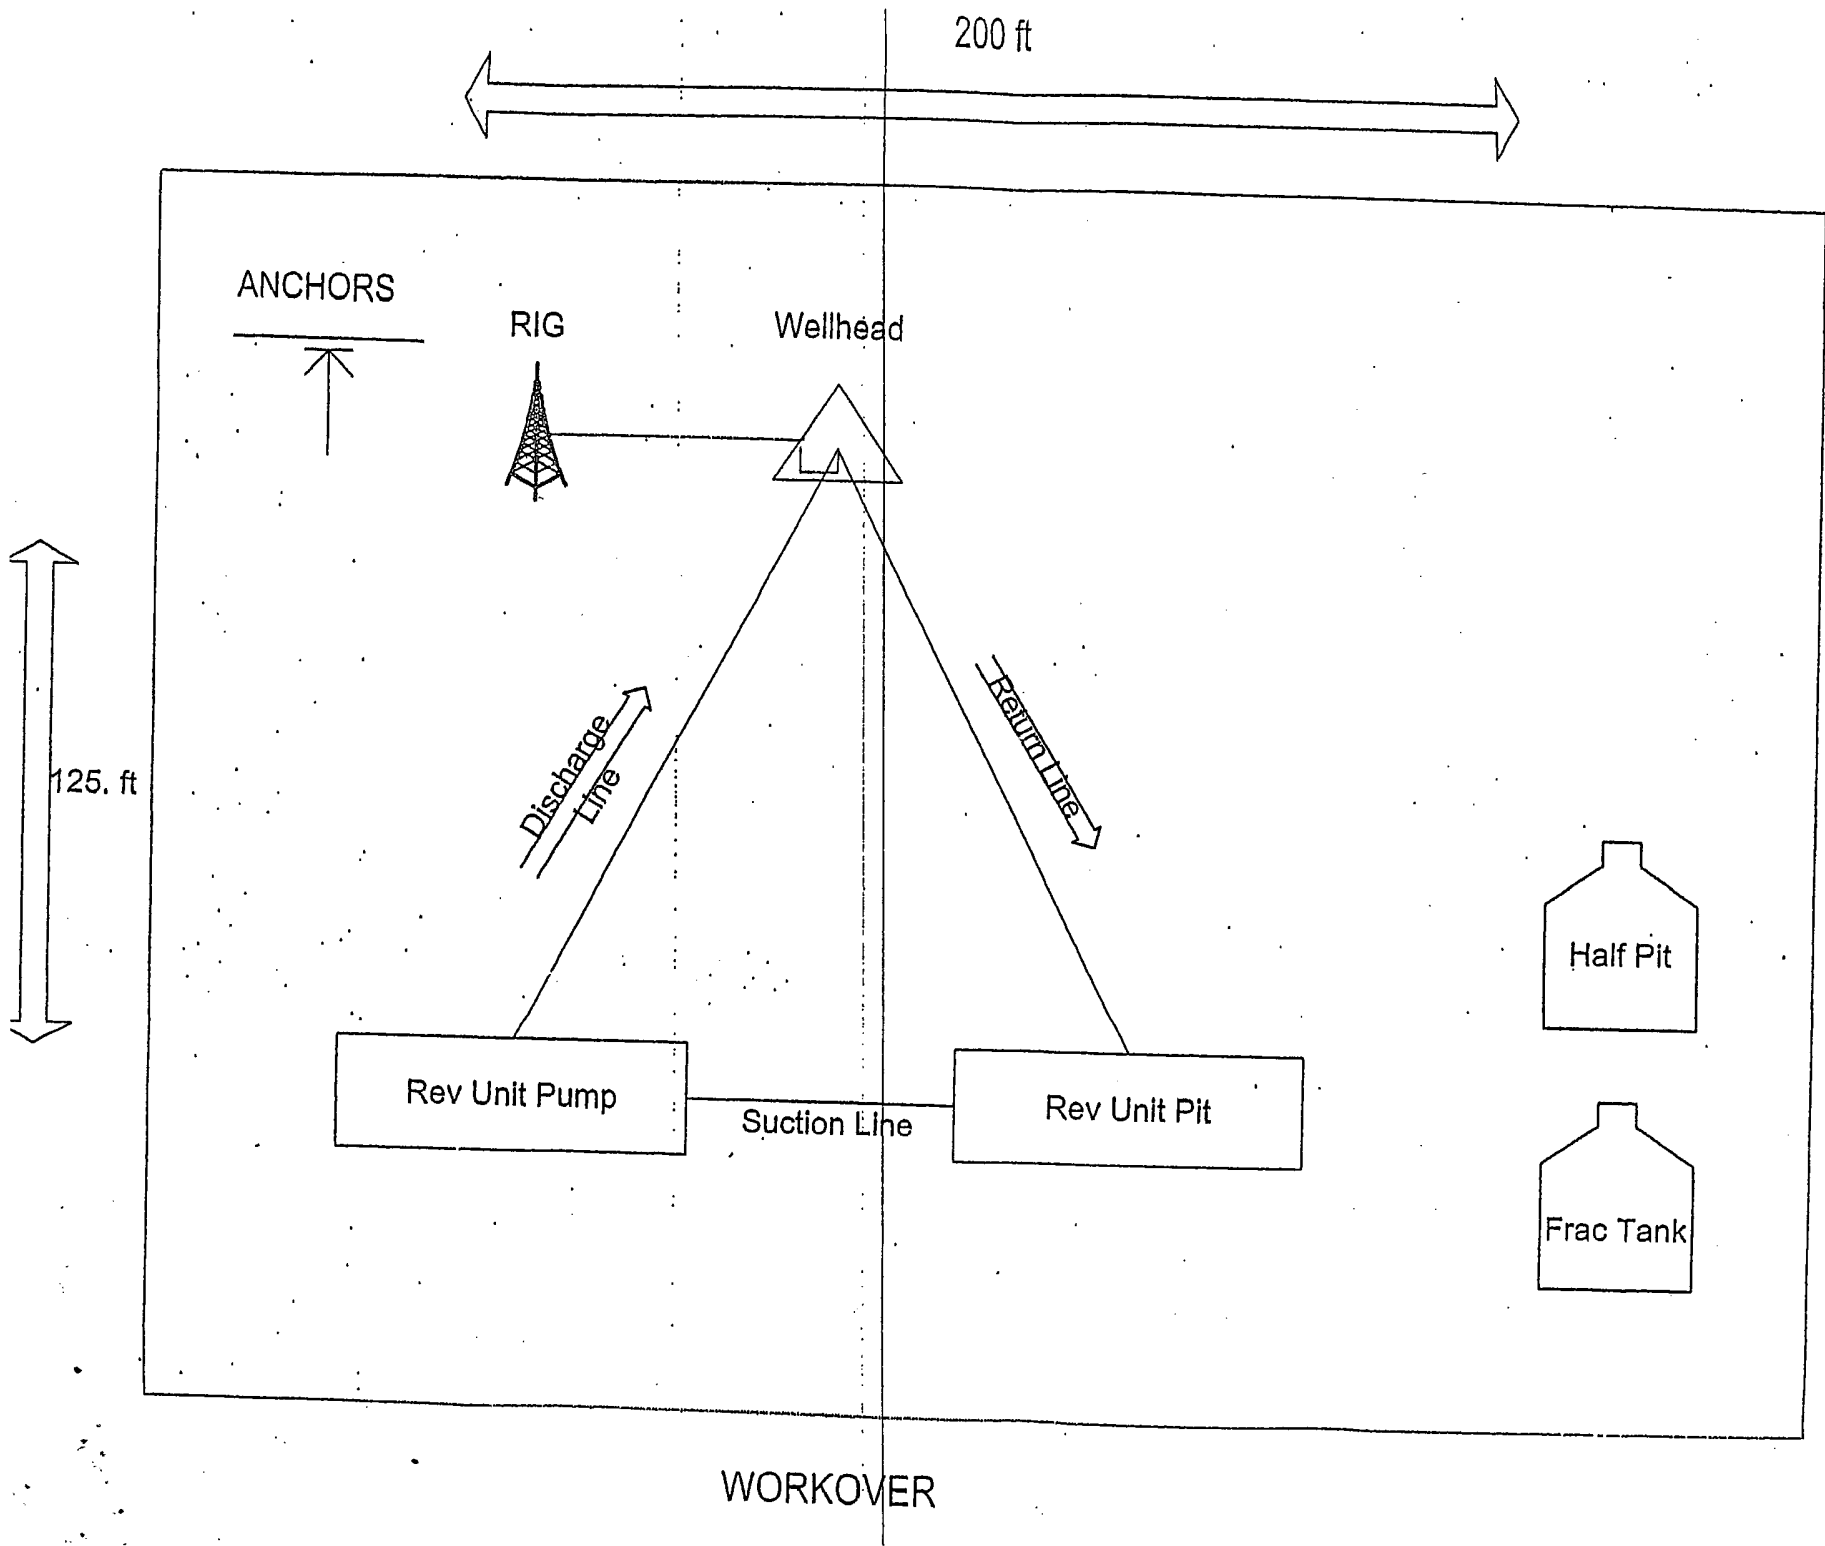 200 ft
ANCHORS
RIG
Wellhead
125. ft
Discharge
Line
Return Line
Half Pit
Rev Unit Pump
Suction Line
Rev Unit Pit
Frac Tank
WORKOVER